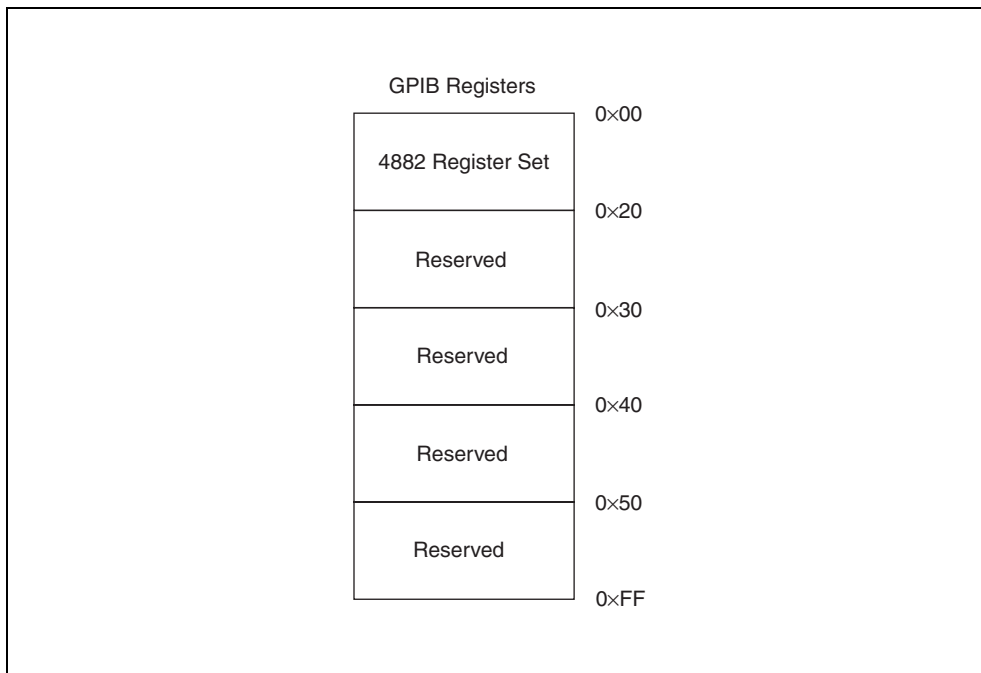 GPIB Registers
0×00
4882 Register Set
0×20
Reserved
0×30
Reserved
0×40
Reserved
0×50
Reserved
0×FF